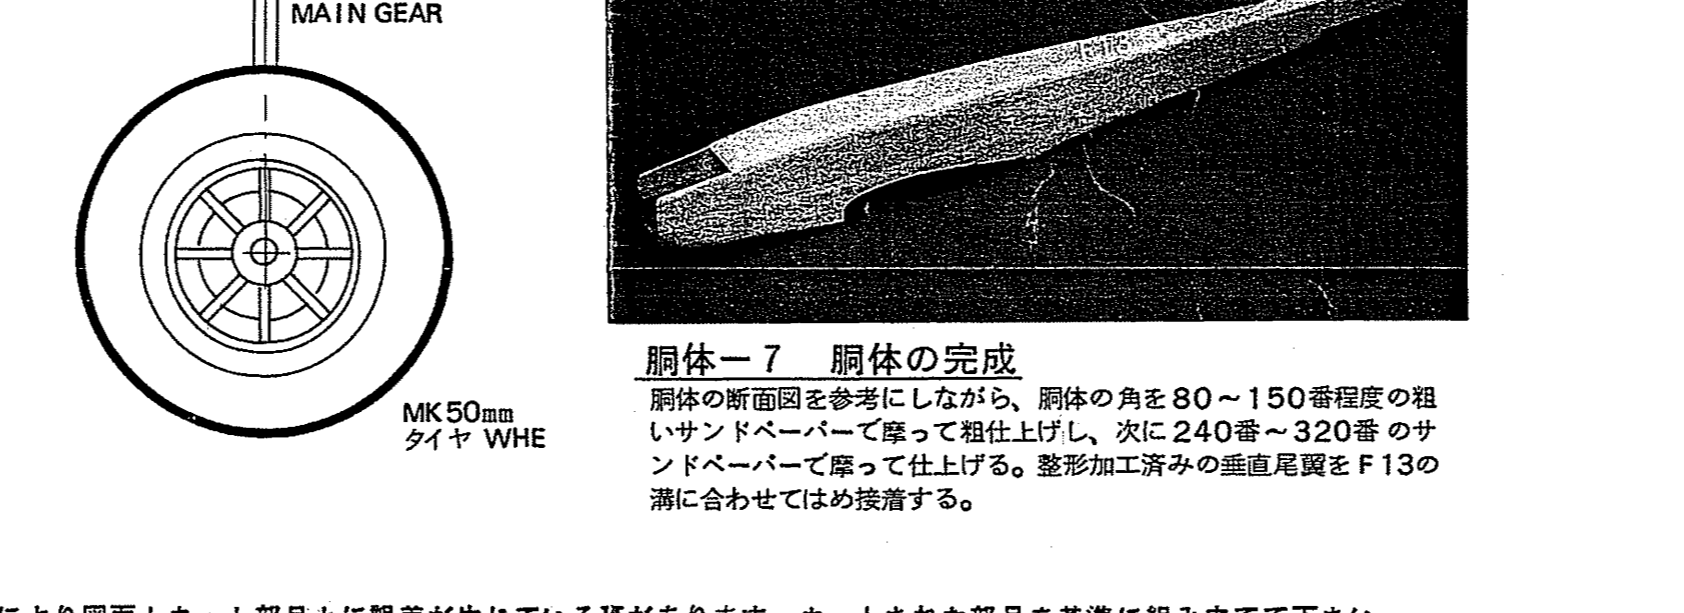 MAIN GEAR
MK50mm
タイヤ WHE
胴体ー7 胴体の完成
胴体の断面図を参考にしながら、胴体の角を80～150番程度の粗
いサンドペーパーで摩って粗仕上げし、次に240番～320番のサ
ンドペーパーで摩って仕上げる。整形加工済みの垂直尾翼をF13の
溝に合わせてはめ接着する。